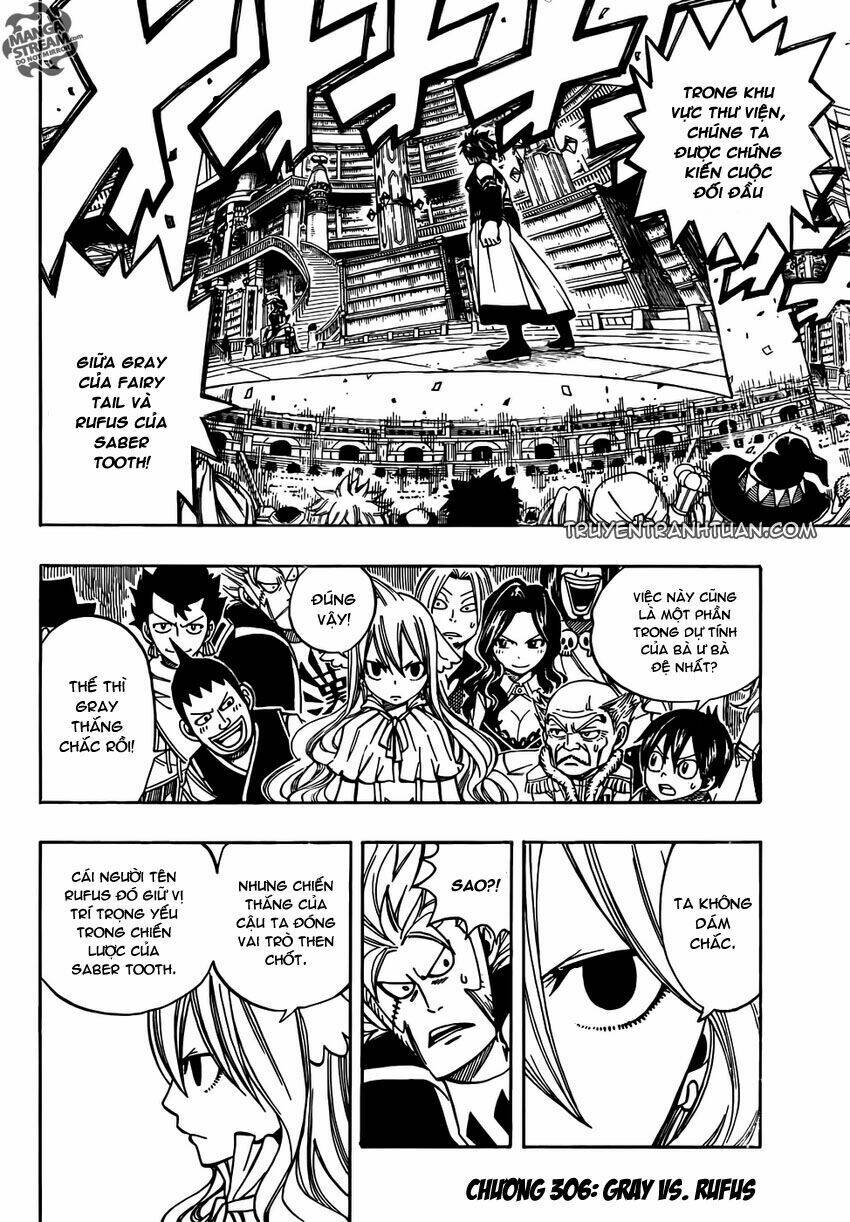 MANGA
STREAM.com
DO NOT MIRROR!
TRONG KHU
VỰC THƯ VIỆN,
CHÚNG TA
ĐƯỢC CHỨNG
KIẾN CUỘC
ĐỐI ĐẦU
GIỮA GRAY
CỦA FAIRY
TAIL VÀ
RUFUS CỦA
SABER
TOOTH!
TRUYENTRANHTUAN.COM
VIỆC NÀY CŨNG
LÀ MỘT PHẦN
TRONG DỰ TÍNH
CỦA BÀ Ư BÀ
ĐỆ NHẤT?
ĐÚNG
VẬY!
THẾ THÌ
GRAY
THẮNG
CHẮC RỒI!
TA KHÔNG
DÁM
CHẮC.
SAO?!
NHƯNG CHIẾN
THẮNG CỦA
CẬU TA ĐÓNG
VAI TRÒ THEN
CHỐT.
CÁI NGƯỜI TÊN
RUFUS ĐÓ GIỮ VỊ
TRÍ TRỌNG YẾU
TRONG CHIẾN
LƯỢC CỦA
SABER TOOTH.
CHƯƠNG 306: GRAY VS. RUFUS